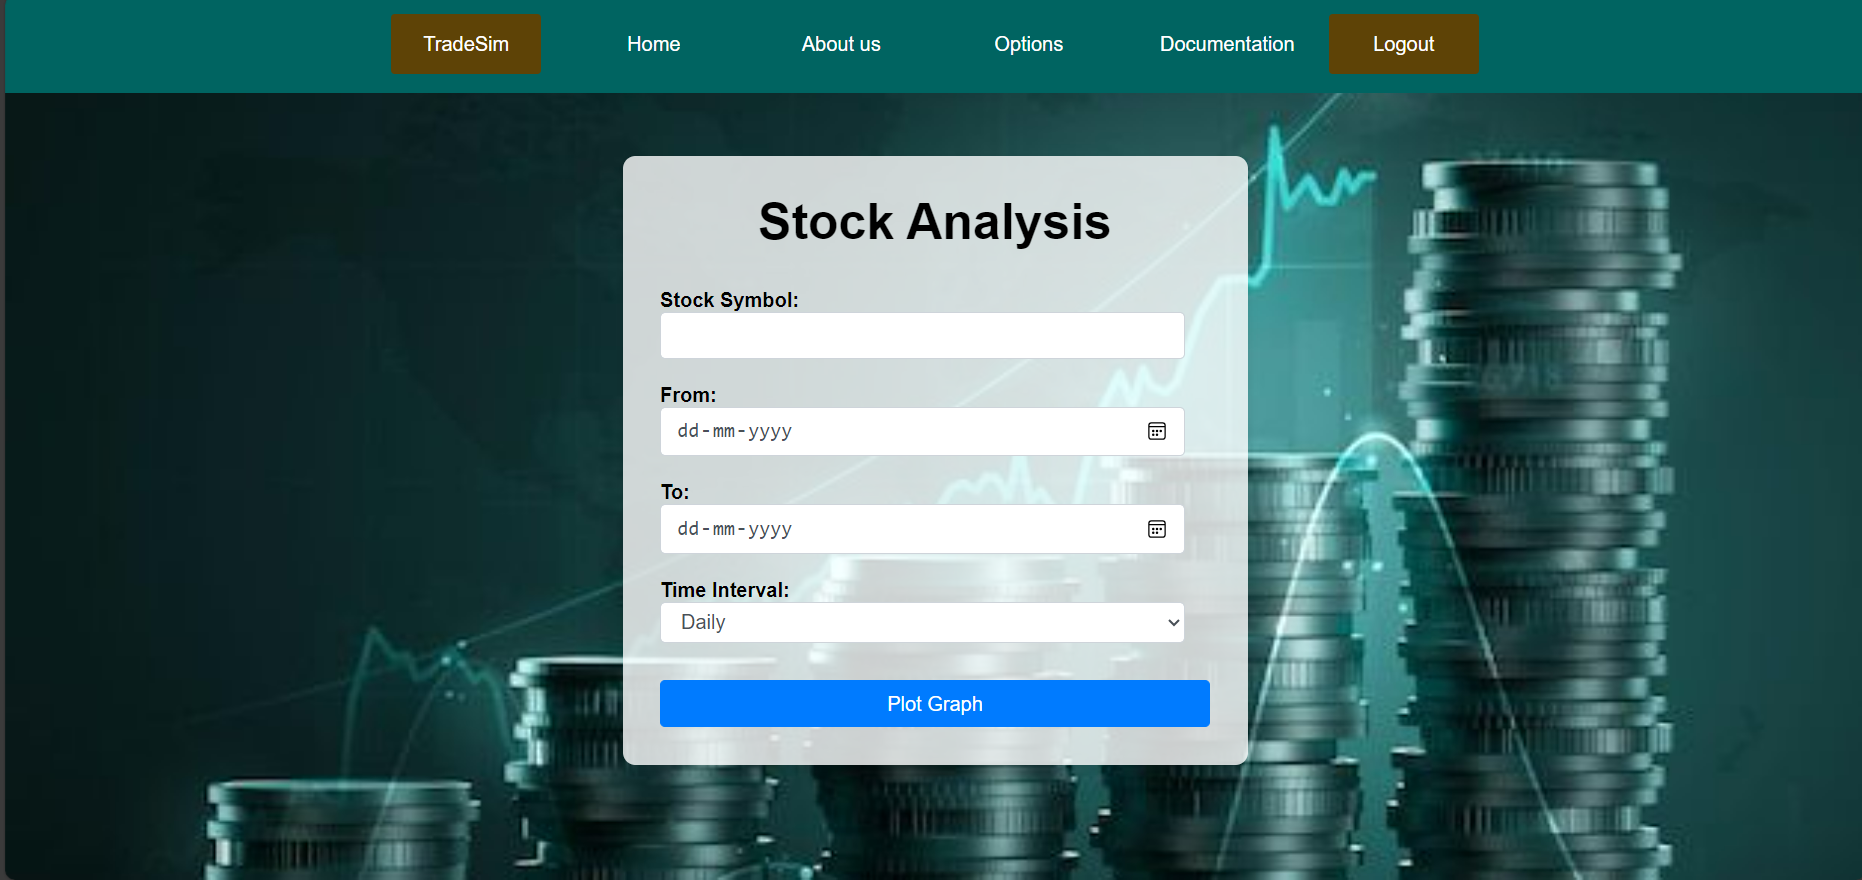 TradeSim Home About us Options Documentation Logout
Stock Analysis
Stock Symbol:
From:
dd-mm-yyyy
To:
dd-mm-yyyy
Time Interval:
Daily
Plot Graph